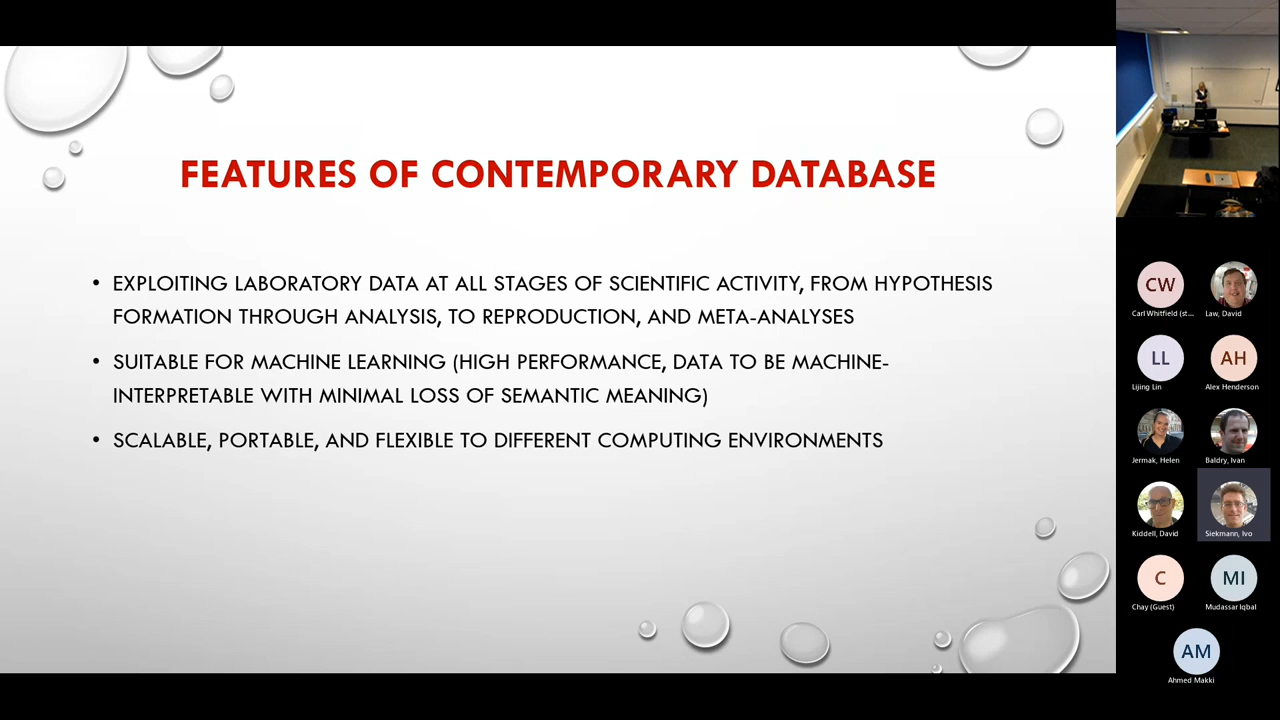 FEATURES OF CONTEMPORARY DATABASE
• EXPLOITING LABORATORY DATA AT ALL STAGES OF SCIENTIFIC ACTIVITY, FROM HYPOTHESIS
FORMATION THROUGH ANALYSIS, TO REPRODUCTION, AND META-ANALYSES
• SUITABLE FOR MACHINE LEARNING (HIGH PERFORMANCE, DATA TO BE MACHINE-
INTERPRETABLE WITH MINIMAL LOSS OF SEMANTIC MEANING)
• SCALABLE, PORTABLE, AND FLEXIBLE TO DIFFERENT COMPUTING ENVIRONMENTS
CW
Carl Whitfield (st...
Law, David
LL
Lijing Lin
AH
Alex Henderson
Jermak, Helen
Baldry, Ivan
Kiddell, David
Siekmann, Ivo
C
Chay (Guest)
MI
Mudassar Iqbal
AM
Ahmed Makki